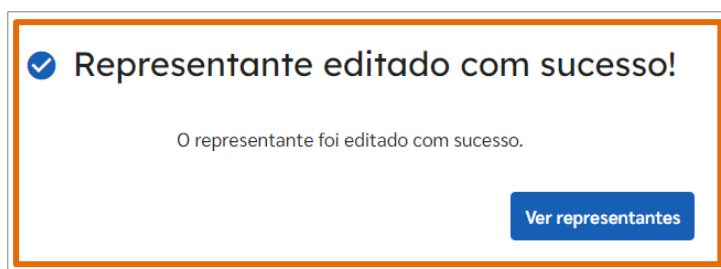 Representante editado com sucesso!
O representante foi editado com sucesso.
Ver representantes